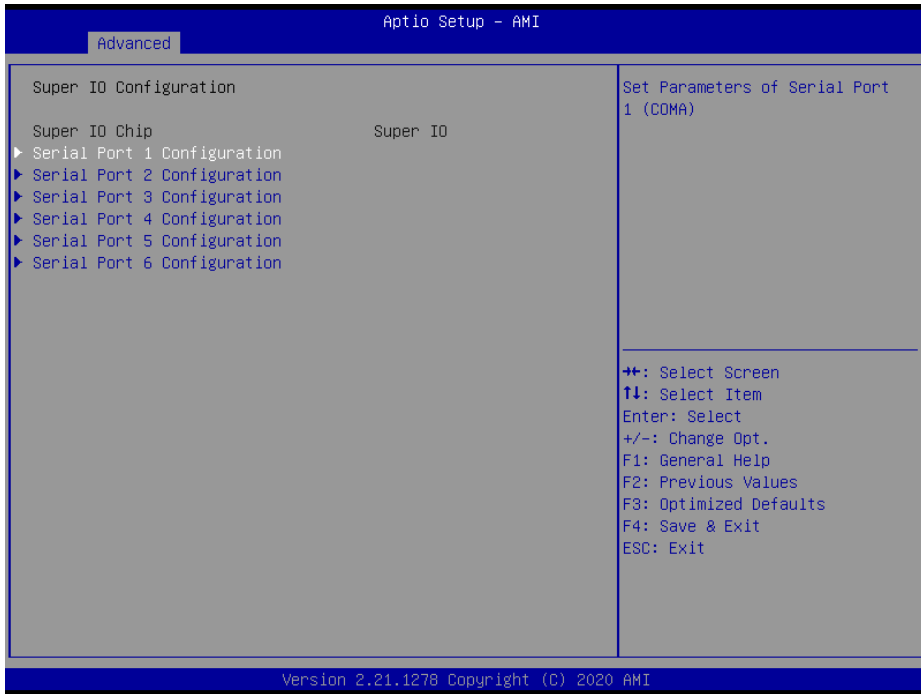 Aptio Setup - AMI
Advanced
Super IO Configuration
Super IO Chip Super IO
Serial Port 1 Configuration
Serial Port 2 Configuration
Serial Port 3 Configuration
Serial Port 4 Configuration
Serial Port 5 Configuration
Serial Port 6 Configuration
Set Parameters of Serial Port
1 (COMA)
→←: Select Screen
↑↓: Select Item
Enter: Select
+/-: Change Opt.
F1: General Help
F2: Previous Values
F3: Optimized Defaults
F4: Save & Exit
ESC: Exit
Version 2.21.1278 Copyright (C) 2020 AMI